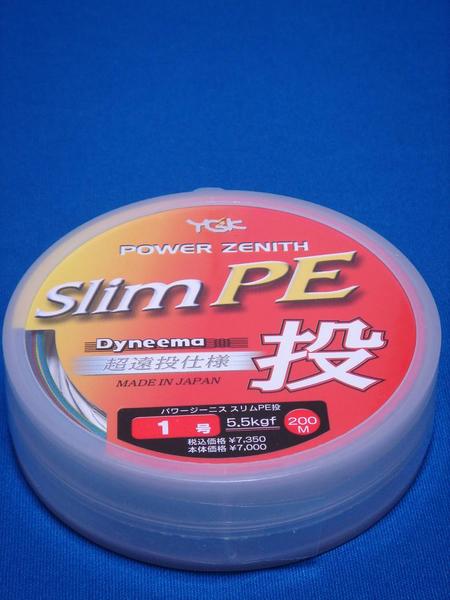 YGK
POWER ZENITH
Slim PE
Dyneema
超遠投仕様
投
MADE IN JAPAN
パワージーニス スリムPE投
1号 5.5kgf 200M
税込価格 ¥7,350
本体価格 ¥7,000